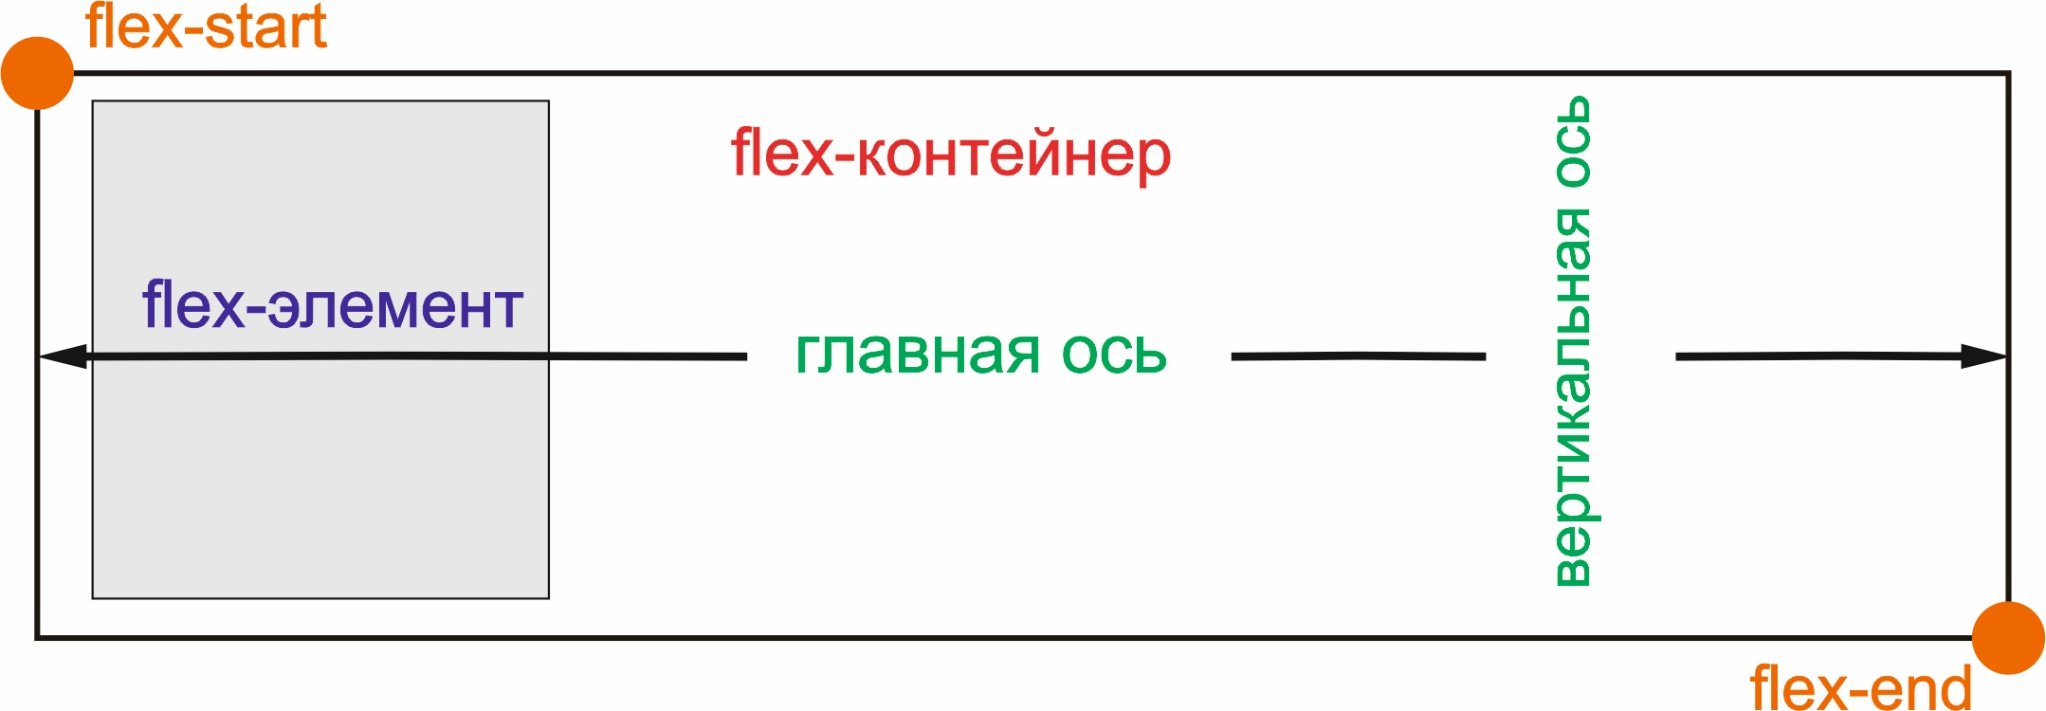 flex-start
flex-контейнер
flex-элемент
главная ось
вертикальная ось
flex-end